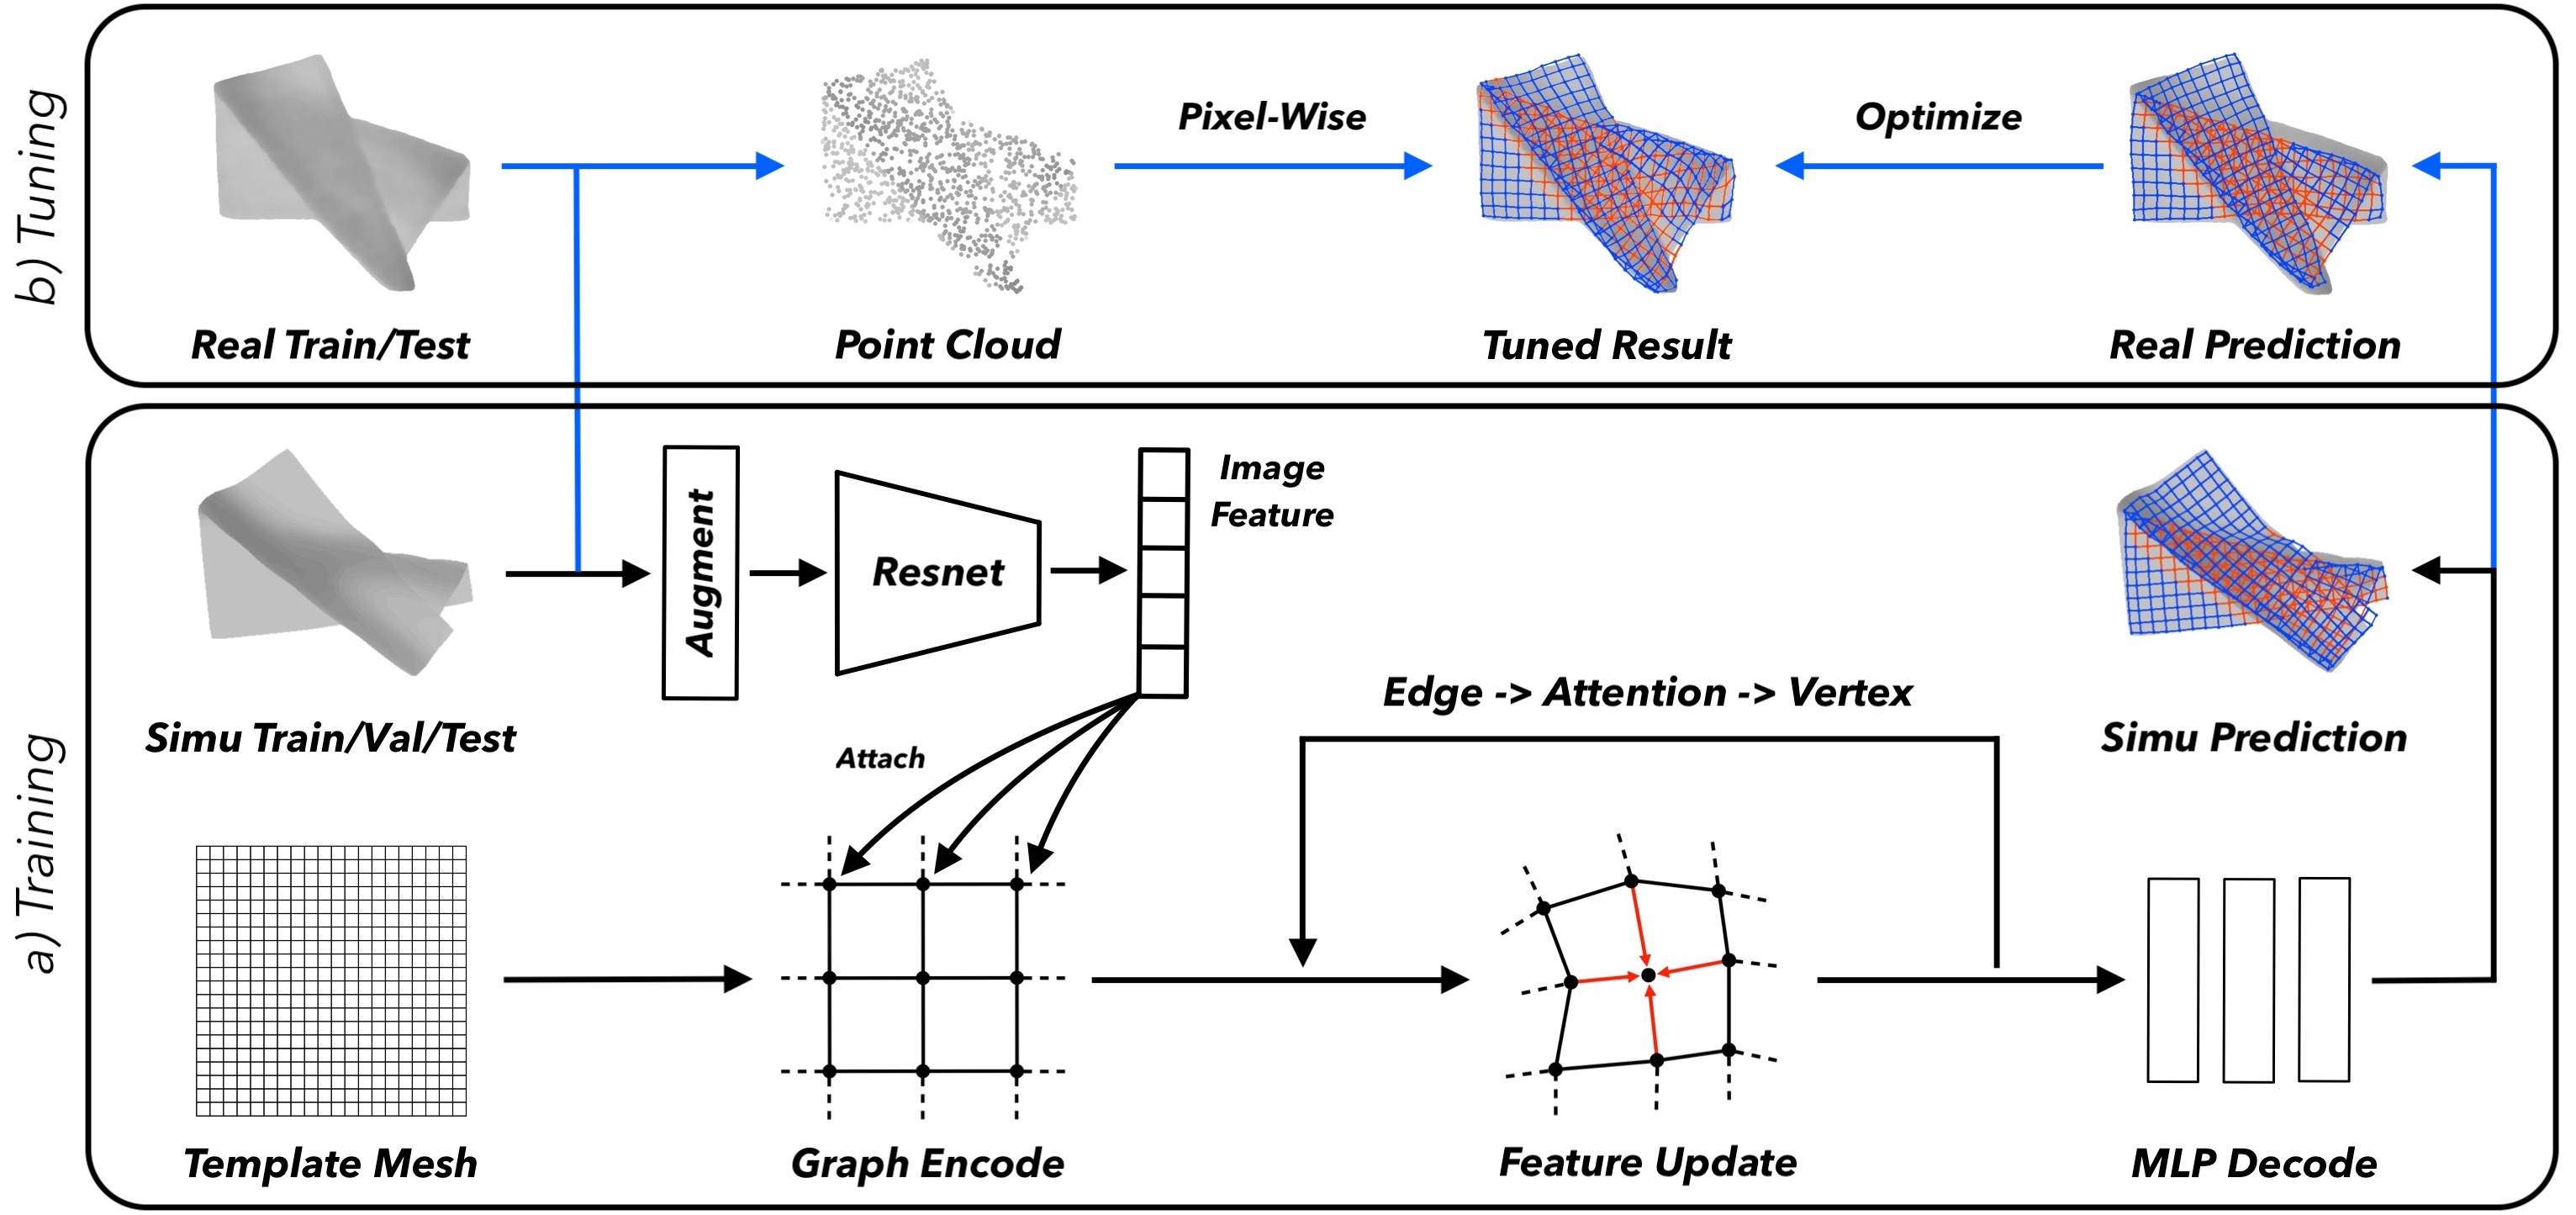 b) Tuning
Pixel-Wise
Optimize
Real Train/Test
Point Cloud
Tuned Result
Real Prediction
a) Training
Augment
Resnet
Image
Feature
Simu Train/Val/Test
Attach
Edge -> Attention -> Vertex
Simu Prediction
Template Mesh
Graph Encode
Feature Update
MLP Decode